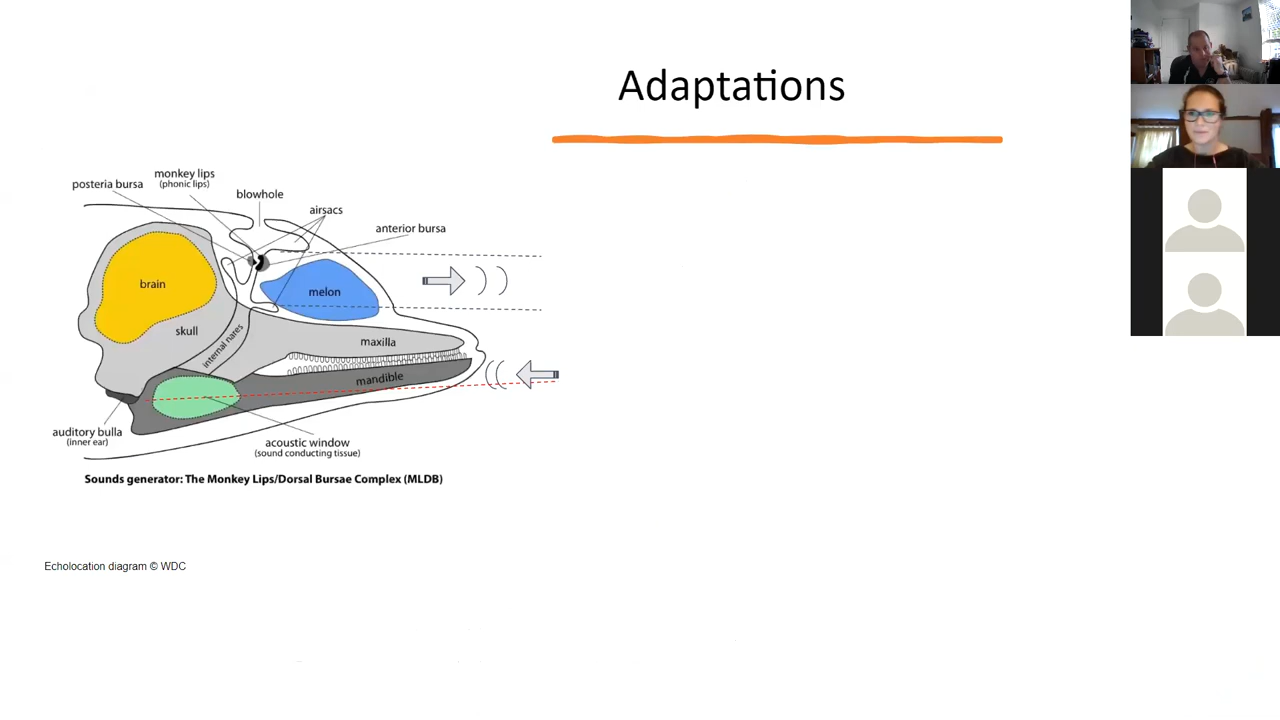 Adaptations
monkey lips
(phonic lips)
posteria bursa
blowhole
airsacs
anterior bursa
brain
melon
skull
internal nares
maxilla
mandible
auditory bulla
(inner ear)
acoustic window
(sound conducting tissue)
Sounds generator: The Monkey Lips/Dorsal Bursae Complex (MLDB)
Echolocation diagram © WDC